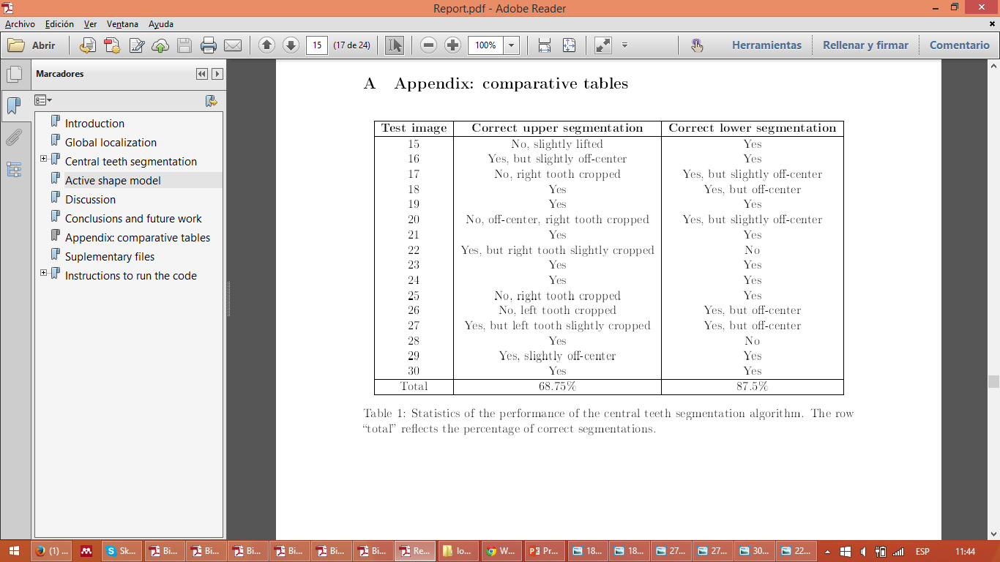 Report.pdf - Adobe Reader
Archivo Edición Ver Ventana Ayuda
Abrir 15 (17 de 24) 100% Herramientas Rellenar y firmar Comentario
Marcadores
Introduction
Global localization
Central teeth segmentation
Active shape model
Discussion
Conclusions and future work
Appendix: comparative tables
Suplementary files
Instructions to run the code
A Appendix: comparative tables
Test image Correct upper segmentation Correct lower segmentation
15 No, slightly lifted Yes
16 Yes, but slightly off-center Yes
17 No, right tooth cropped Yes, but slightly off-center
18 Yes Yes, but off-center
19 Yes Yes
20 No, off-center, right tooth cropped Yes, but slightly off-center
21 Yes Yes
22 Yes, but right tooth slightly cropped No
23 Yes Yes
24 Yes Yes
25 No, right tooth cropped Yes
26 No, left tooth cropped Yes, but off-center
27 Yes, but left tooth slightly cropped Yes, but off-center
28 Yes No
29 Yes, slightly off-center Yes
30 Yes Yes
Total 68.75% 87.5%
Table 1: Statistics of the performance of the central teeth segmentation algorithm. The row
“total” reflects the percentage of correct segmentations.
(1) ... Sk... Bi... Bi... Bi... Bi... Bi... Bi... Re... lo... W... Pr... 18... 18... 27... 27... 30... 22... ESP 11:44